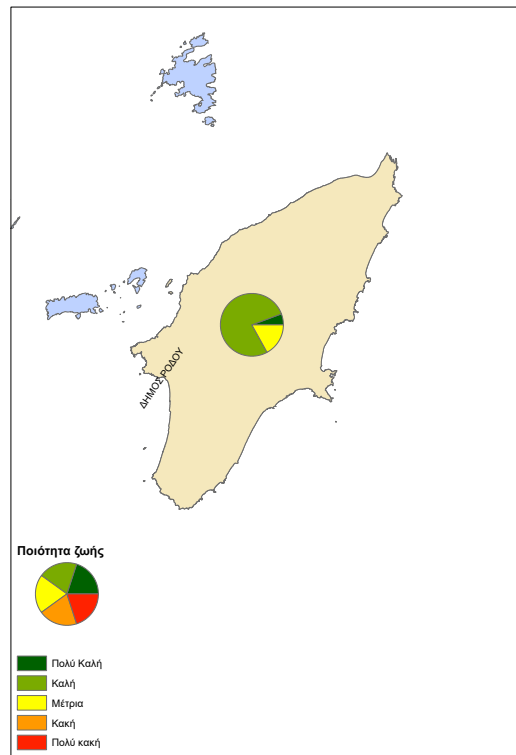 ΔΗΜΟΣ ΡΟΔΟΥ
Ποιότητα ζωής
Πολύ Καλή
Καλή
Μέτρια
Κακή
Πολύ κακή